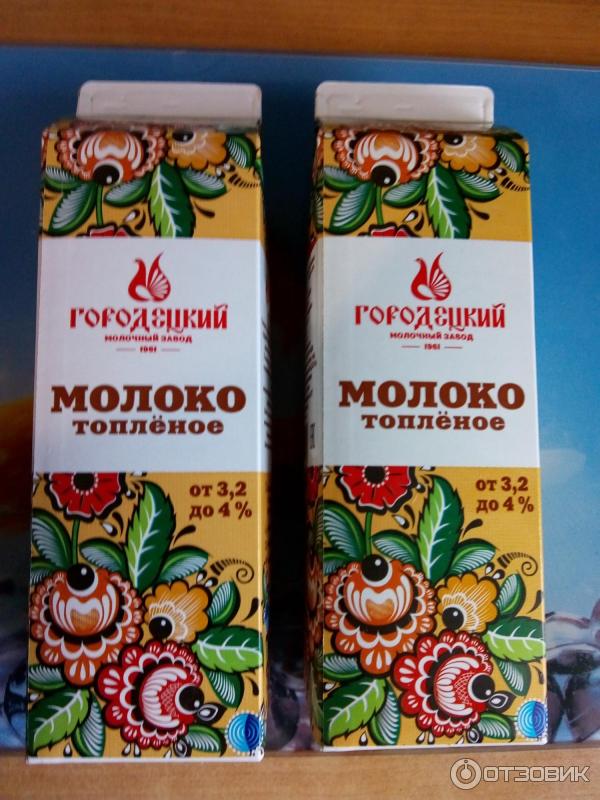 ГОРОДЕЦКИЙ
МОЛОЧНЫЙ ЗАВОД
1961
МОЛОКО
ТОПЛЁНОЕ
от 3,2
до 4%
ГОРОДЕЦКИЙ
МОЛОЧНЫЙ ЗАВОД
1961
МОЛОКО
ТОПЛЁНОЕ
от 3,2
до 4%
ОТЗОВИК